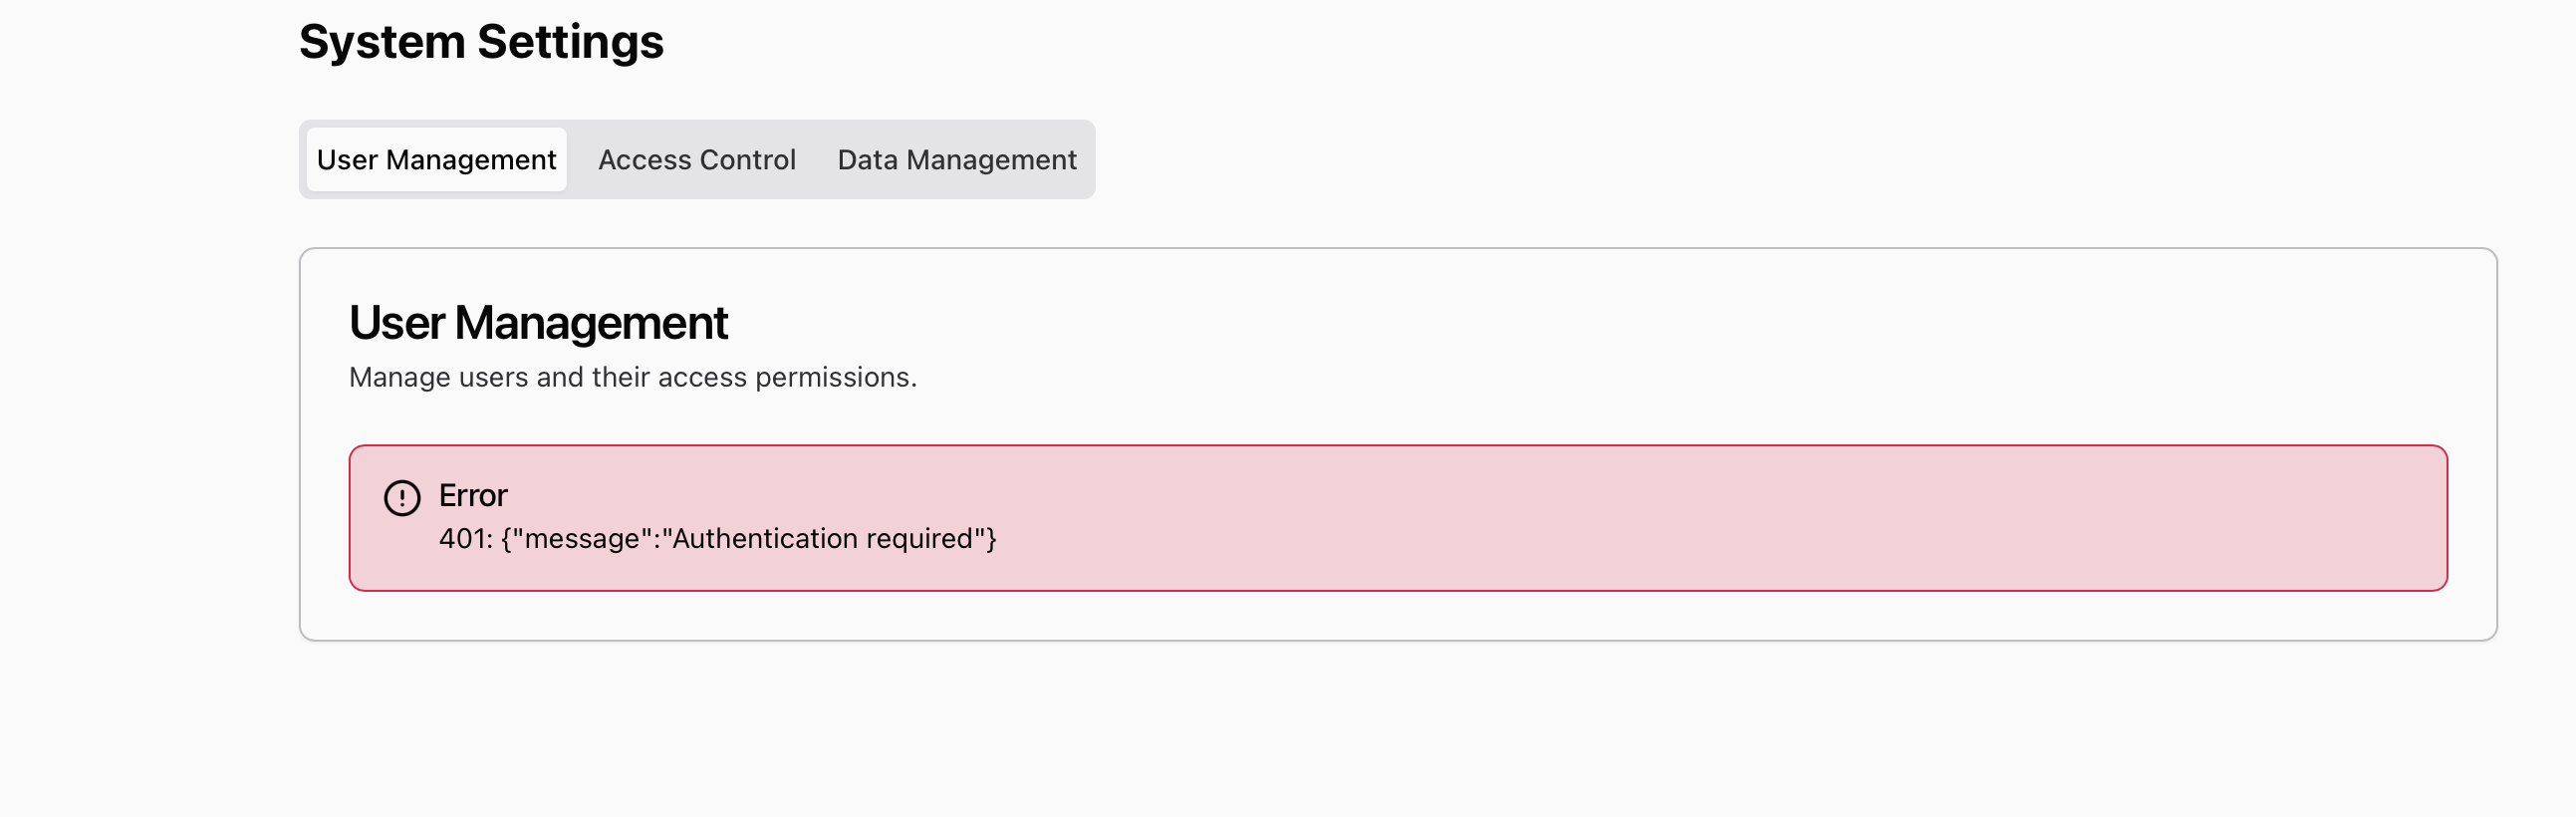 System Settings
User Management Access Control Data Management
User Management
Manage users and their access permissions.
Error
401: {"message":"Authentication required"}